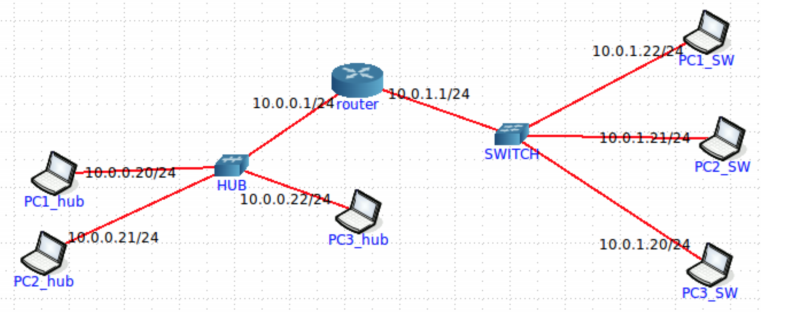 10.0.1.22/24
PC1_SW
10.0.0.1/24
router
10.0.1.1/24
SWITCH
10.0.1.21/24
PC2_SW
10.0.0.20/24
PC1_hub
HUB
10.0.0.22/24
PC3_hub
10.0.0.21/24
PC2_hub
10.0.1.20/24
PC3_SW